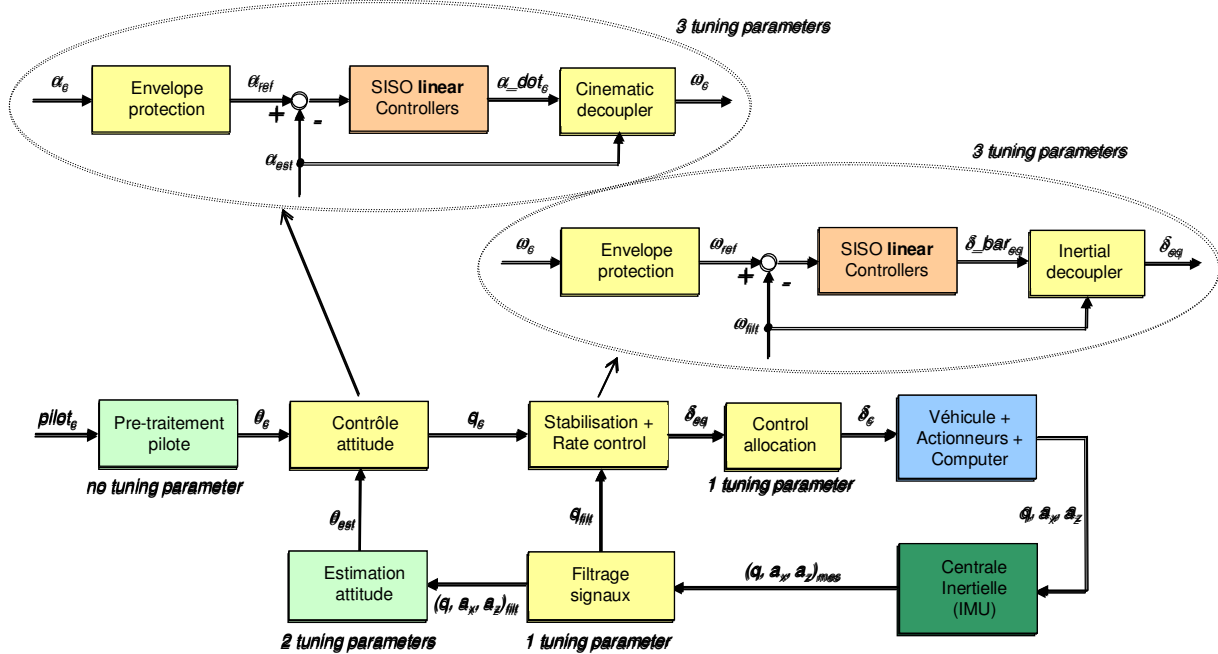 3 tuning parameters
α_c
Envelope
protection
α_ref
+
-
SISO linear
Controllers
α_dot_c
Cinematic
decoupler
ω_c
α_est
3 tuning parameters
ω_c
Envelope
protection
ω_ref
+
-
SISO linear
Controllers
δ_bar_eq
Inertial
decoupler
δ_eq
ω_filt
pilot_c
Pre-traitement
pilote
θ_c
Contrôle
attitude
q_c
Stabilisation +
Rate control
δ_eq
Control
allocation
δ_c
Véhicule +
Actionneurs +
Computer
no tuning parameter
1 tuning parameter
θ_est
q_filt
q, a_x, a_z
Estimation
attitude
(q, a_x, a_z)_filt
Filtrage
signaux
(q, a_x, a_z)_mes
Centrale
Inertielle
(IMU)
2 tuning parameters
1 tuning parameter